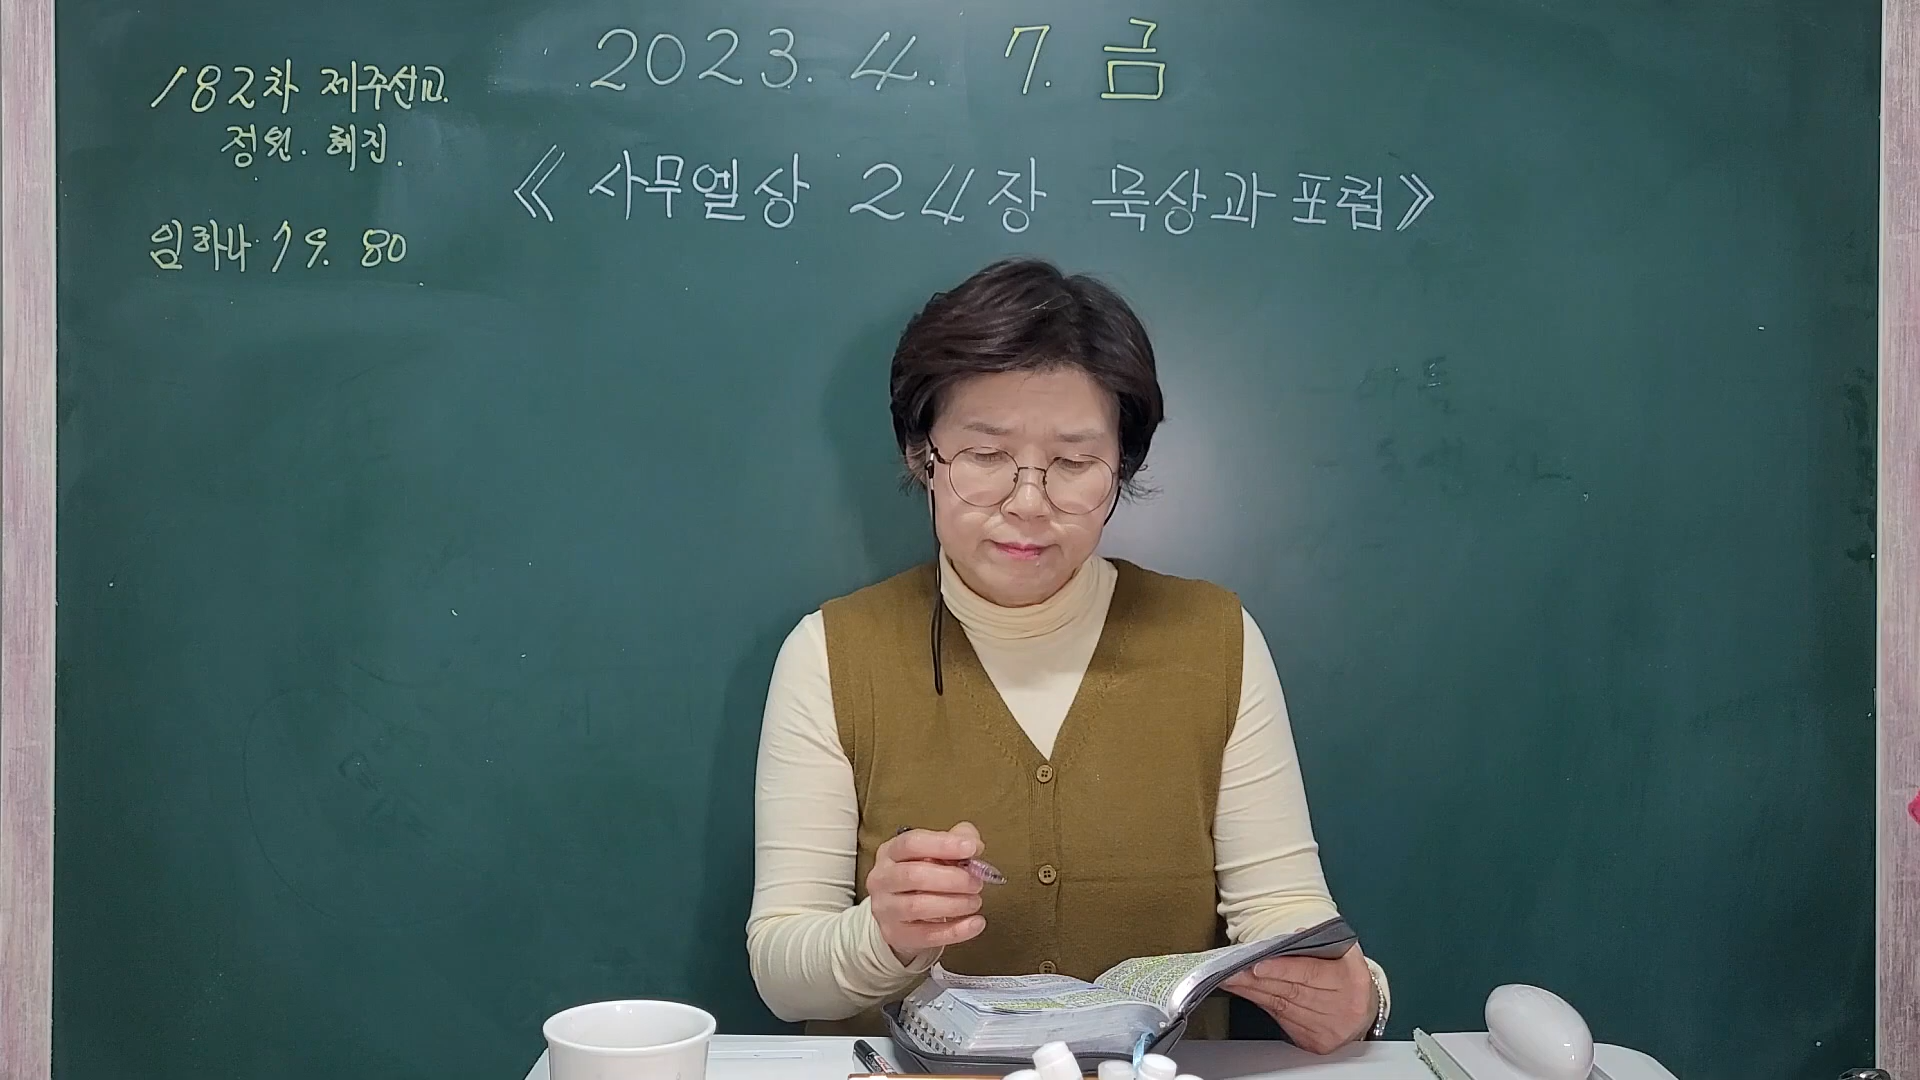 2023. 4. 7. 금
182차 제주선교.
정원. 혜진.
《사무엘상 24장 묵상과 포럼》
임하나 19. 80